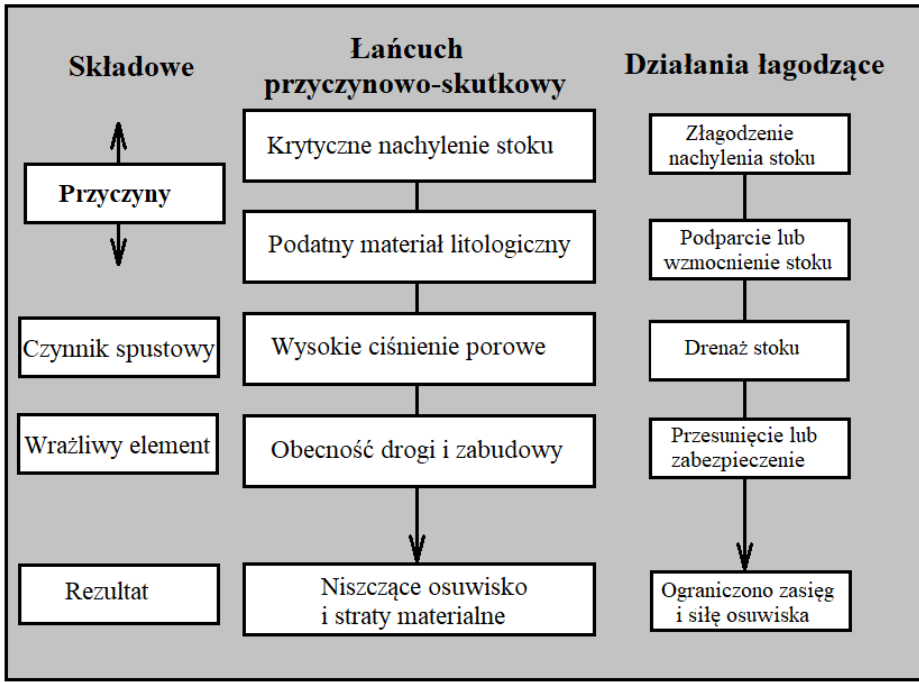 Składowe
Łańcuch
przyczynowo-skutkowy
Działania łagodzące
Przyczyny
Krytyczne nachylenie stoku
Złagodzenie
nachylenia stoku
Podatny materiał litologiczny
Podparcie lub
wzmocnienie stoku
Czynnik spustowy
Wysokie ciśnienie porowe
Drenaż stoku
Wrażliwy element
Obecność drogi i zabudowy
Przesunięcie lub
zabezpieczenie
Rezultat
Niszczące osuwisko
i straty materialne
Ograniczono zasięg
i siłę osuwiska